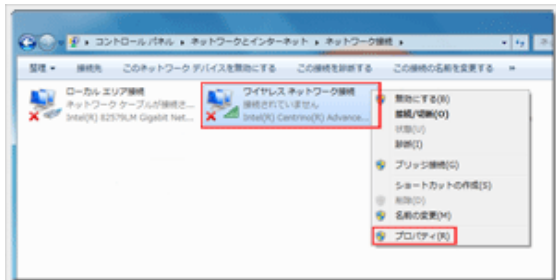 コントロール パネル ▸ ネットワークとインターネット ▸ ネットワーク接続 ▸
整理 ▾ 接続先 このネットワーク デバイスを無効にする この接続を診断する この接続の名前を変更する »
ローカル エリア接続
ネットワーク ケーブルが接続さ...
Intel(R) 82579LM Gigabit Net...
ワイヤレス ネットワーク接続
接続されていません
Intel(R) Centrino(R) Advance...
無効にする(B)
接続/切断(O)
状態(U)
診断(I)
ブリッジ接続(G)
ショートカットの作成(S)
削除(D)
名前の変更(M)
プロパティ(R)